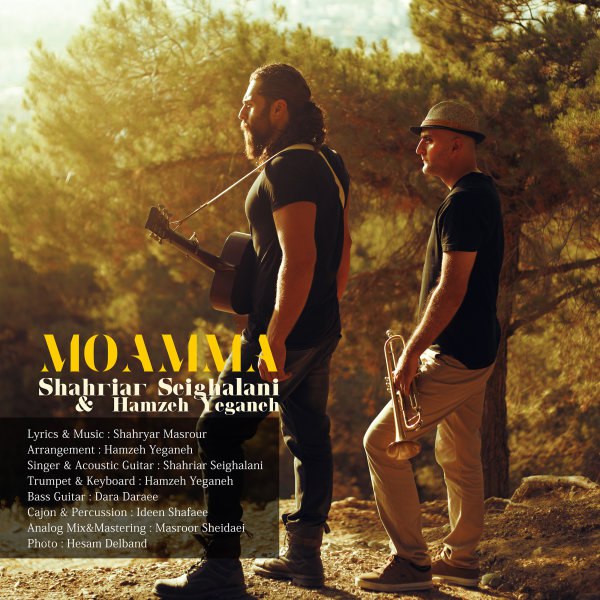 MOAMMA
Shahriar Seighalani
& Hamzeh Yeganeh
Lyrics & Music : Shahryar Masrour
Arrangement : Hamzeh Yeganeh
Singer & Acoustic Guitar : Shahriar Seighalani
Trumpet & Keyboard : Hamzeh Yeganeh
Bass Guitar : Dara Daraee
Cajon & Percussion : Ideen Shafaee
Analog Mix&Mastering : Masroor Sheidaei
Photo : Hesam Delband